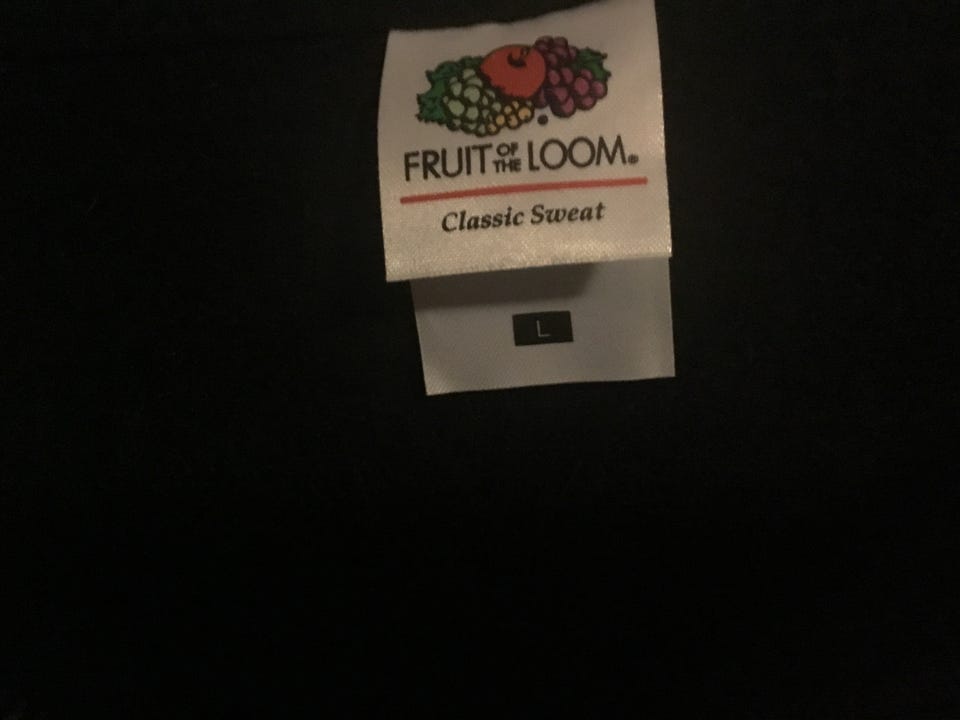 FRUIT OF THE LOOM®
Classic Sweat
L